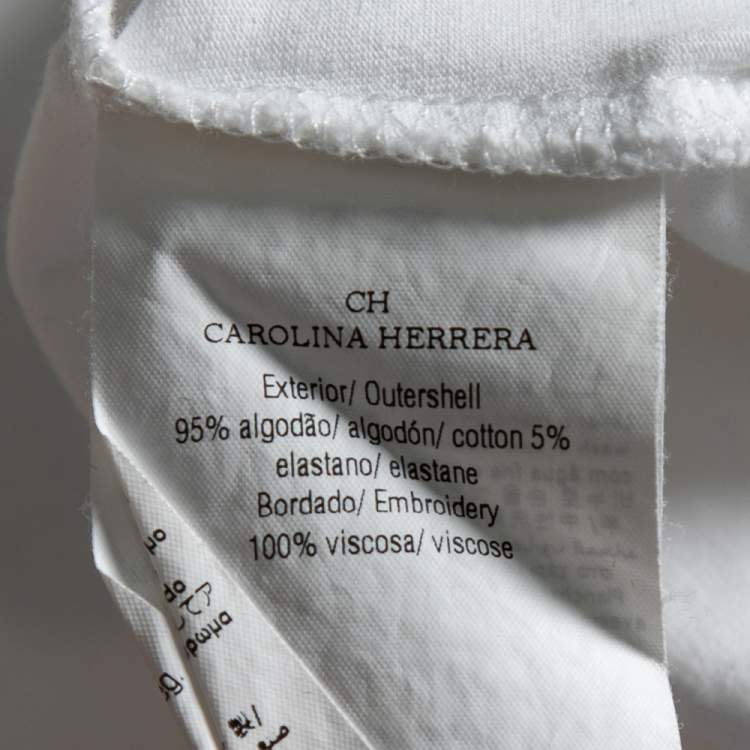 CH
CAROLINA HERRERA
Exterior/ Outershell
95% algodão/ algodón/ cotton 5%
elastano/ elastane
Bordado/ Embroidery
100% viscosa/ viscose